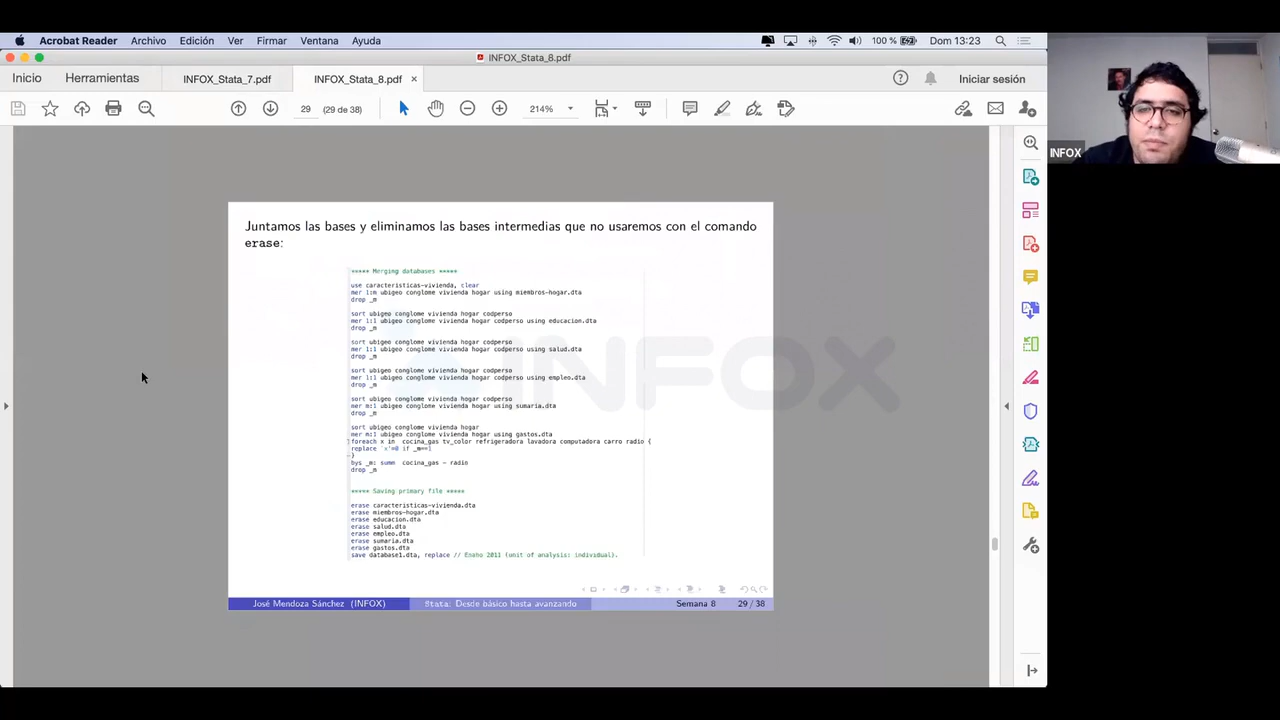 Acrobat Reader Archivo Edición Ver Firmar Ventana Ayuda 100 % Dom 13:23
INFOX_Stata_8.pdf
Inicio Herramientas INFOX_Stata_7.pdf INFOX_Stata_8.pdf × Iniciar sesión
29 (29 de 38) 214%
INFOX
Juntamos las bases y eliminamos las bases intermedias que no usaremos con el comando
erase:
***** Merging databases *****
use caracteristicas-vivienda, clear
mer 1:m ubigeo conglome vivienda hogar using miembros-hogar.dta
drop _m
sort ubigeo conglome vivienda hogar codperso
mer 1:1 ubigeo conglome vivienda hogar codperso using educacion.dta
drop _m
sort ubigeo conglome vivienda hogar codperso
mer 1:1 ubigeo conglome vivienda hogar codperso using salud.dta
drop _m
sort ubigeo conglome vivienda hogar codperso
mer 1:1 ubigeo conglome vivienda hogar codperso using empleo.dta
drop _m
sort ubigeo conglome vivienda hogar codperso
mer m:1 ubigeo conglome vivienda hogar using sumaria.dta
drop _m
sort ubigeo conglome vivienda hogar
mer m:1 ubigeo conglome vivienda hogar using gastos.dta
foreach x in cocina_gas tv_color refrigeradora lavadora computadora carro radio {
replace `x'=0 if _m==1
}
bys _m: summ cocina_gas - radio
drop _m
***** Saving primary file *****
erase caracteristicas-vivienda.dta
erase miembros-hogar.dta
erase educacion.dta
erase salud.dta
erase empleo.dta
erase sumaria.dta
erase gastos.dta
save database1.dta, replace // Enaho 2011 (unit of analysis: individual).
INFOX
José Mendoza Sánchez (INFOX) Stata: Desde básico hasta avanzando Semana 8 29 / 38